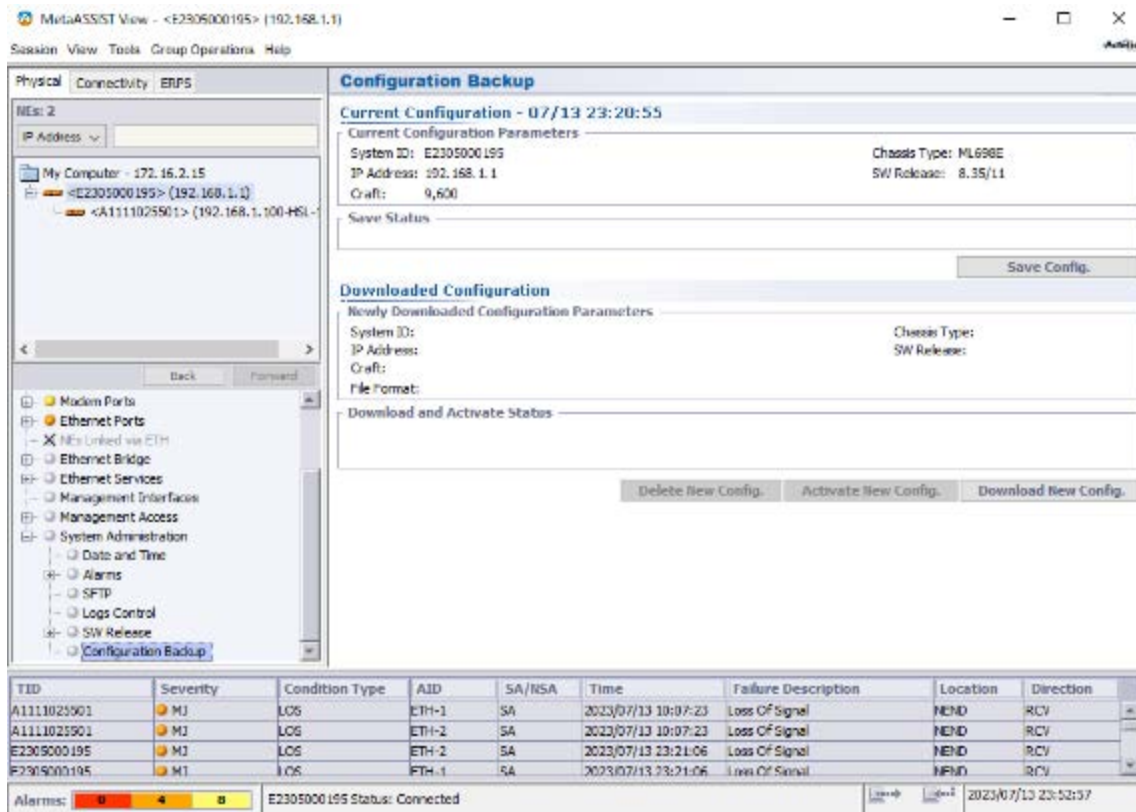 MetaASSIST View - <E2305000195> (192.168.1.1)
Session View Tools Group Operations Help
Physical Connectivity ERPS
NEs: 2
IP Address
My Computer - 172.16.2.15
<E2305000195> (192.168.1.1)
<A1111025501> (192.168.1.100-HSL-
Back Forward
Modem Ports
Ethernet Ports
NEs Linked via ETH
Ethernet Bridge
Ethernet Services
Management Interfaces
Management Access
System Administration
Date and Time
Alarms
SFTP
Logs Control
SW Release
Configuration Backup
Configuration Backup
Current Configuration - 07/13 23:20:55
Current Configuration Parameters
System ID: E2305000195 Chassis Type: ML698E
IP Address: 192.168.1.1 SW Release: 8.35/11
Craft: 9,600
Save Status
Save Config.
Downloaded Configuration
Newly Downloaded Configuration Parameters
System ID: Chassis Type:
IP Address: SW Release:
Craft:
File Format:
Download and Activate Status
Delete New Config. Activate New Config. Download New Config.
TID Severity Condition Type AID SA/NSA Time Failure Description Location Direction
A1111025501 MJ LOS ETH-1 SA 2023/07/13 10:07:23 Loss Of Signal NEND RCV
A1111025501 MJ LOS ETH-2 SA 2023/07/13 10:07:23 Loss Of Signal NEND RCV
E2305000195 MJ LOS ETH-2 SA 2023/07/13 23:21:06 Loss Of Signal NEND RCV
E2305000195 MJ LOS ETH-1 SA 2023/07/13 23:21:06 Loss Of Signal NEND RCV
Alarms: 0 4 8 E2305000195 Status: Connected 2023/07/13 23:52:57